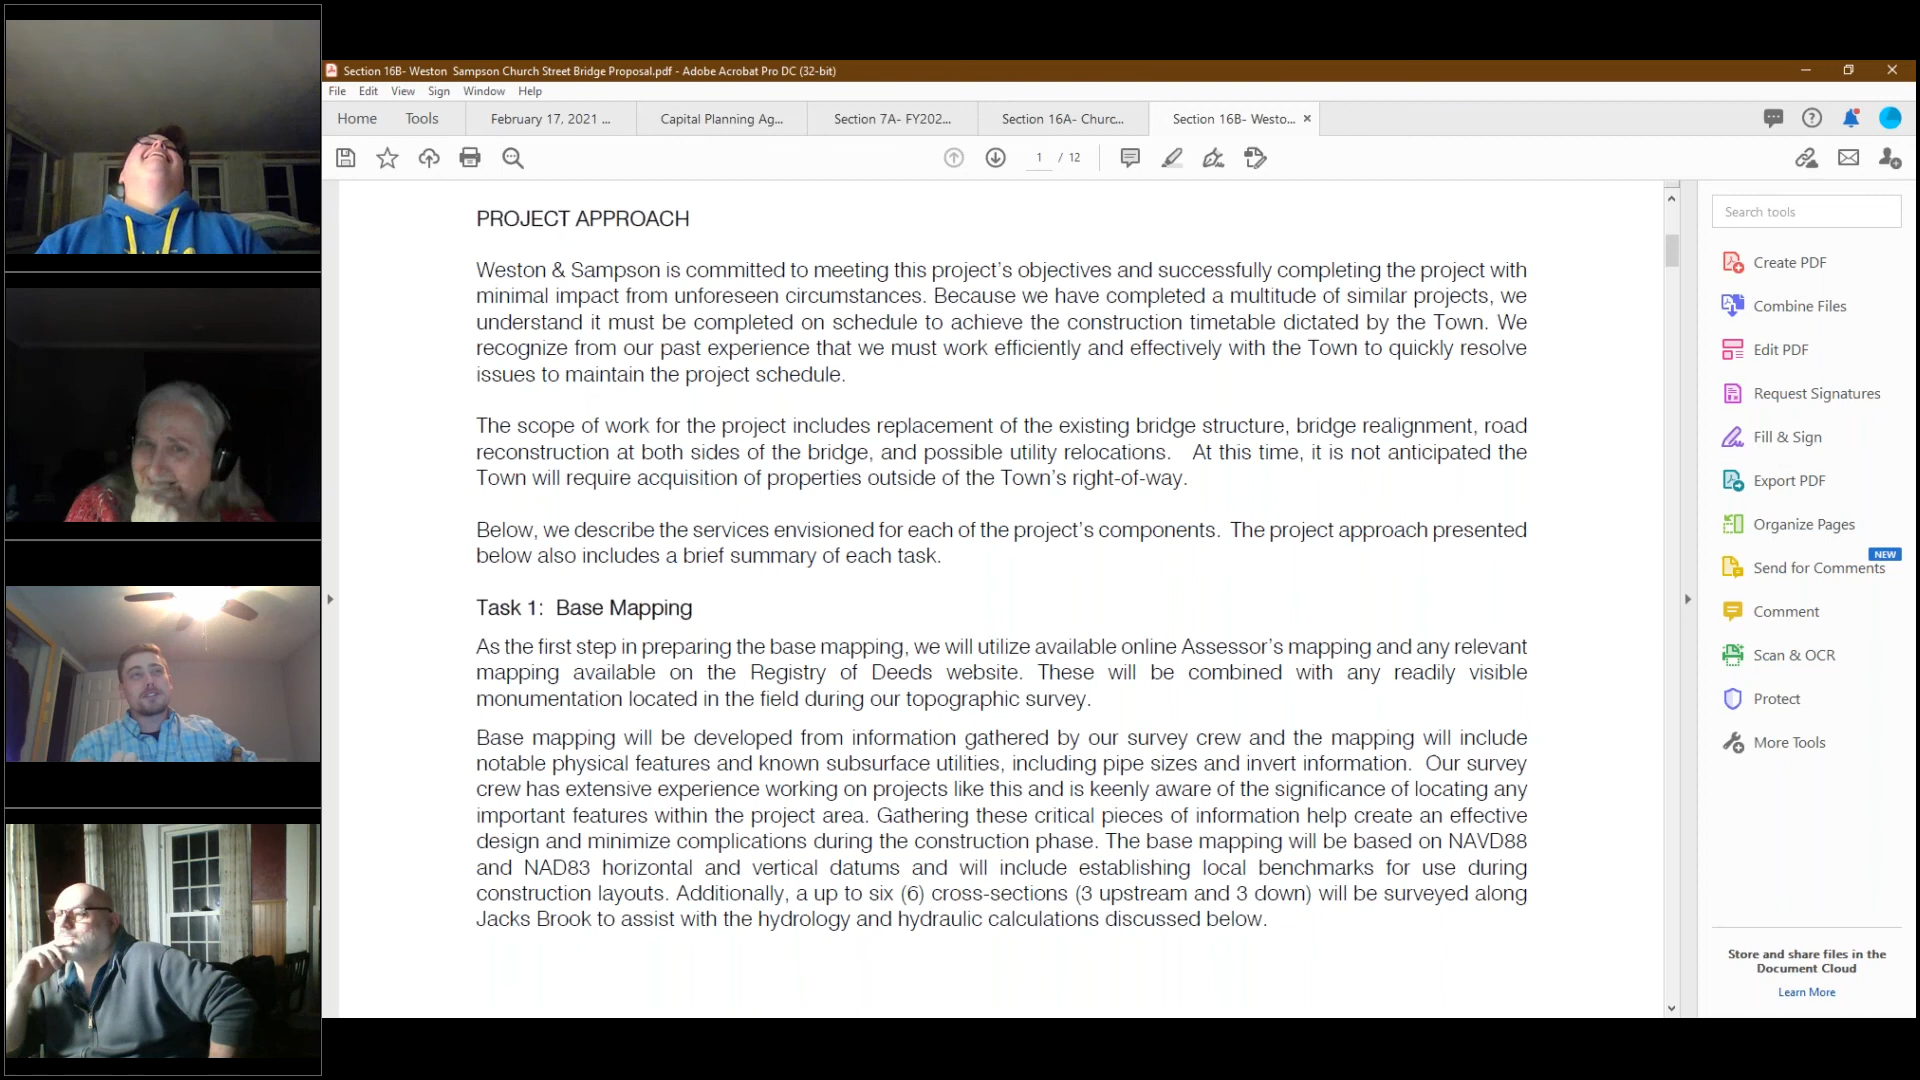 Section 16B- Weston  Sampson Church Street Bridge Proposal.pdf - Adobe Acrobat Pro DC (32-bit)
File Edit View Sign Window Help
Home Tools February 17, 2021 ... Capital Planning Ag... Section 7A- FY202... Section 16A- Churc... Section 16B- Westo... ×
1 / 12
PROJECT APPROACH
Weston & Sampson is committed to meeting this project's objectives and successfully completing the project with
minimal impact from unforeseen circumstances. Because we have completed a multitude of similar projects, we
understand it must be completed on schedule to achieve the construction timetable dictated by the Town. We
recognize from our past experience that we must work efficiently and effectively with the Town to quickly resolve
issues to maintain the project schedule.
The scope of work for the project includes replacement of the existing bridge structure, bridge realignment, road
reconstruction at both sides of the bridge, and possible utility relocations.   At this time, it is not anticipated the
Town will require acquisition of properties outside of the Town's right-of-way.
Below, we describe the services envisioned for each of the project's components.  The project approach presented
below also includes a brief summary of each task.
Task 1:  Base Mapping
As the first step in preparing the base mapping, we will utilize available online Assessor's mapping and any relevant
mapping available on the Registry of Deeds website. These will be combined with any readily visible
monumentation located in the field during our topographic survey.
Base mapping will be developed from information gathered by our survey crew and the mapping will include
notable physical features and known subsurface utilities, including pipe sizes and invert information.  Our survey
crew has extensive experience working on projects like this and is keenly aware of the significance of locating any
important features within the project area. Gathering these critical pieces of information help create an effective
design and minimize complications during the construction phase. The base mapping will be based on NAVD88
and NAD83 horizontal and vertical datums and will include establishing local benchmarks for use during
construction layouts. Additionally, a up to six (6) cross-sections (3 upstream and 3 down) will be surveyed along
Jacks Brook to assist with the hydrology and hydraulic calculations discussed below.
Search tools
Create PDF
Combine Files
Edit PDF
Request Signatures
Fill & Sign
Export PDF
Organize Pages
NEW
Send for Comments
Comment
Scan & OCR
Protect
More Tools
Store and share files in the
Document Cloud
Learn More